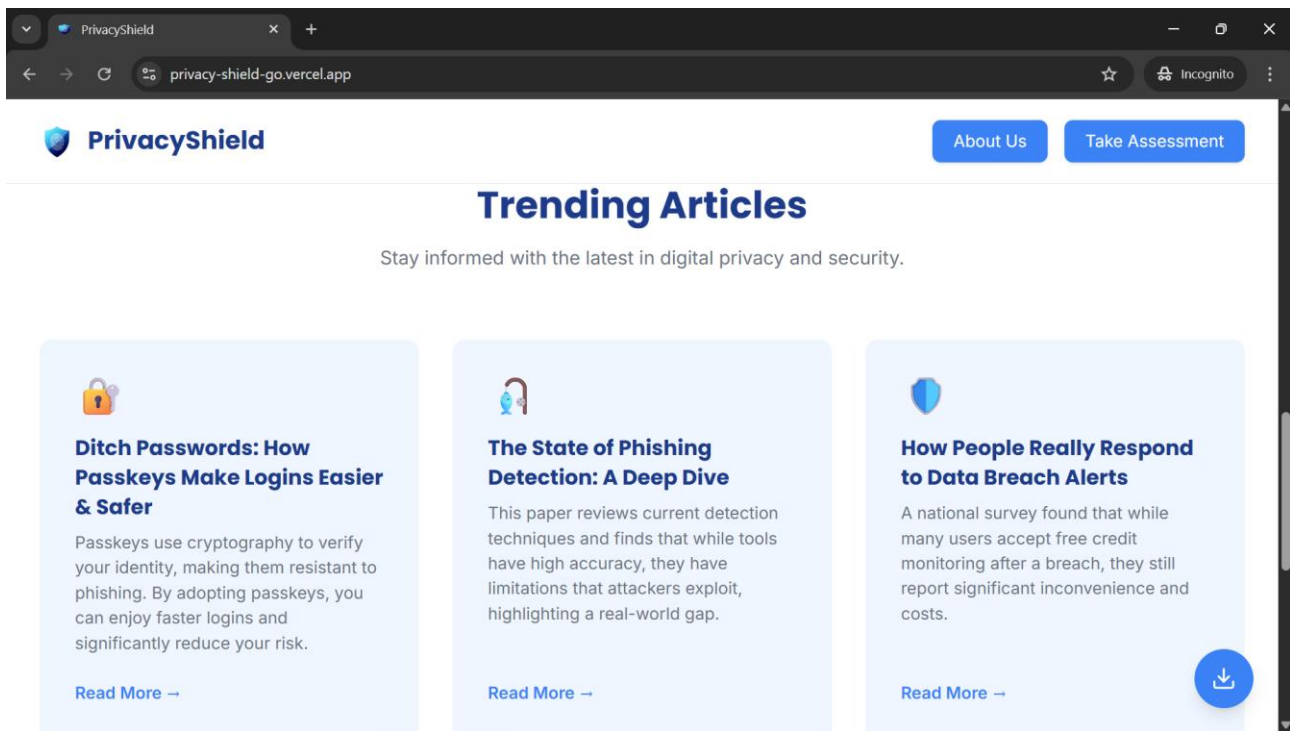 PrivacyShield
privacy-shield-go.vercel.app
Incognito
PrivacyShield
About Us
Take Assessment
Trending Articles
Stay informed with the latest in digital privacy and security.
Ditch Passwords: How
Passkeys Make Logins Easier
& Safer
Passkeys use cryptography to verify
your identity, making them resistant to
phishing. By adopting passkeys, you
can enjoy faster logins and
significantly reduce your risk.
Read More →
The State of Phishing
Detection: A Deep Dive
This paper reviews current detection
techniques and finds that while tools
have high accuracy, they have
limitations that attackers exploit,
highlighting a real-world gap.
Read More →
How People Really Respond
to Data Breach Alerts
A national survey found that while
many users accept free credit
monitoring after a breach, they still
report significant inconvenience and
costs.
Read More →